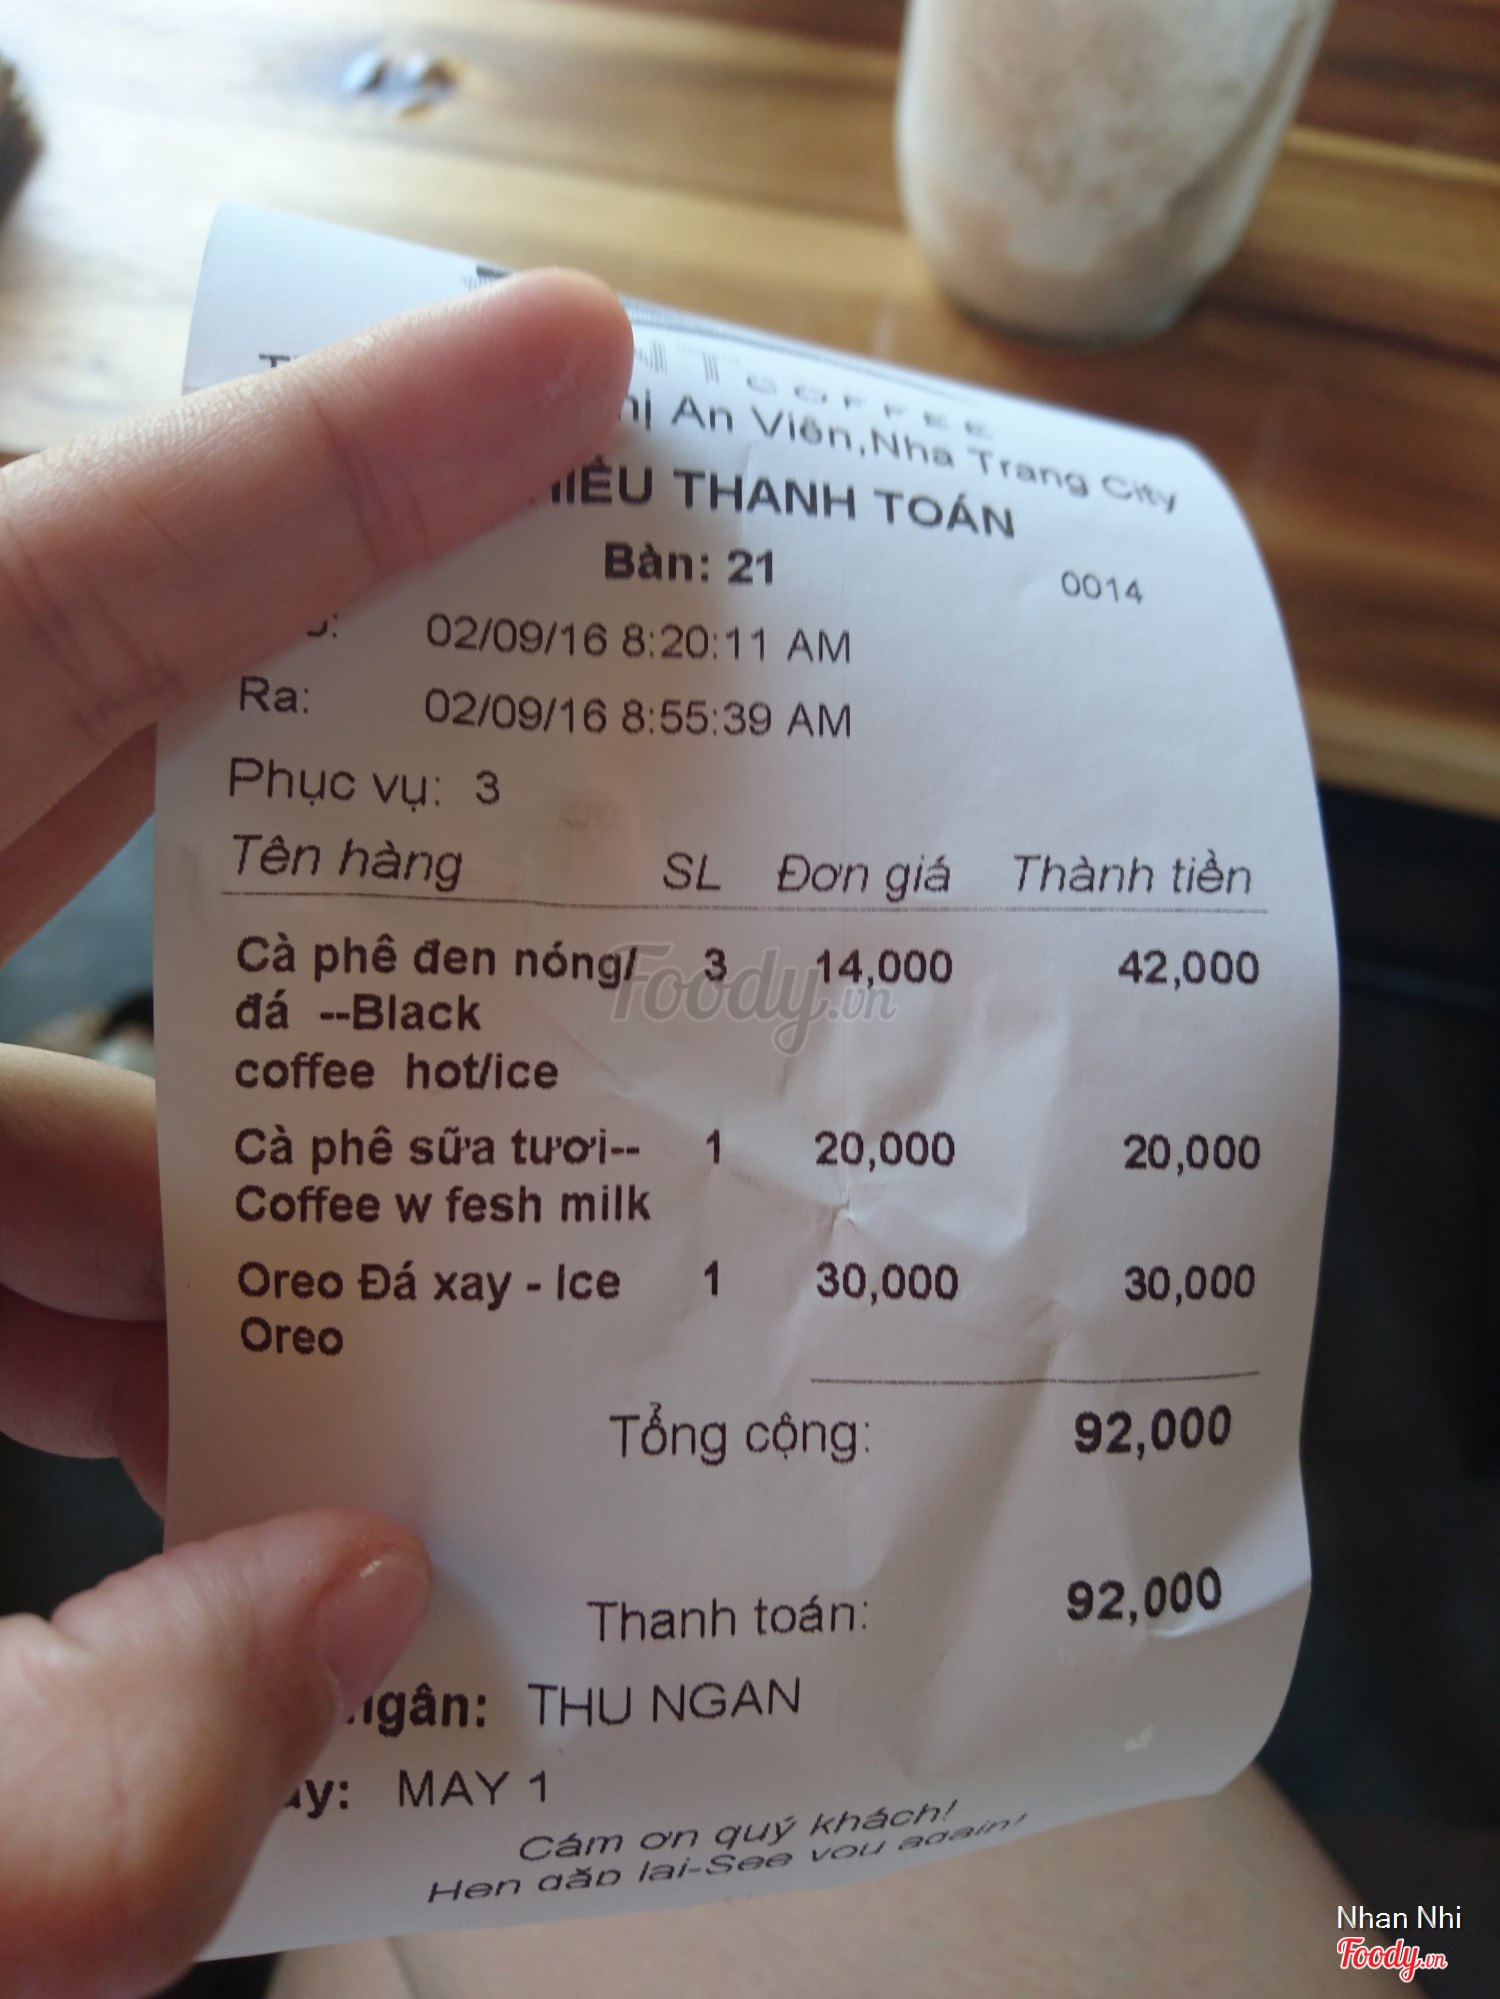 COFFEE
An Viên,Nha Trang City
THANH TOÁN
Bàn: 21
0014
02/09/16 8:20:11 AM
Ra: 02/09/16 8:55:39 AM
Phục vụ: 3
Tên hàng SL Đơn giá Thành tiền
Cà phê đen nóng/ 3 14,000 42,000
đá --Black
coffee hot/ice
Cà phê sữa tươi-- 1 20,000 20,000
Coffee w fesh milk
Oreo Đá xay - Ice 1 30,000 30,000
Oreo
Tổng cộng: 92,000
Thanh toán: 92,000
ngân: THU NGAN
MAY 1
Cám ơn quý khách!
Hẹn gặp lại-See you again!
Foody.vn
Nhan Nhi
Foody.vn